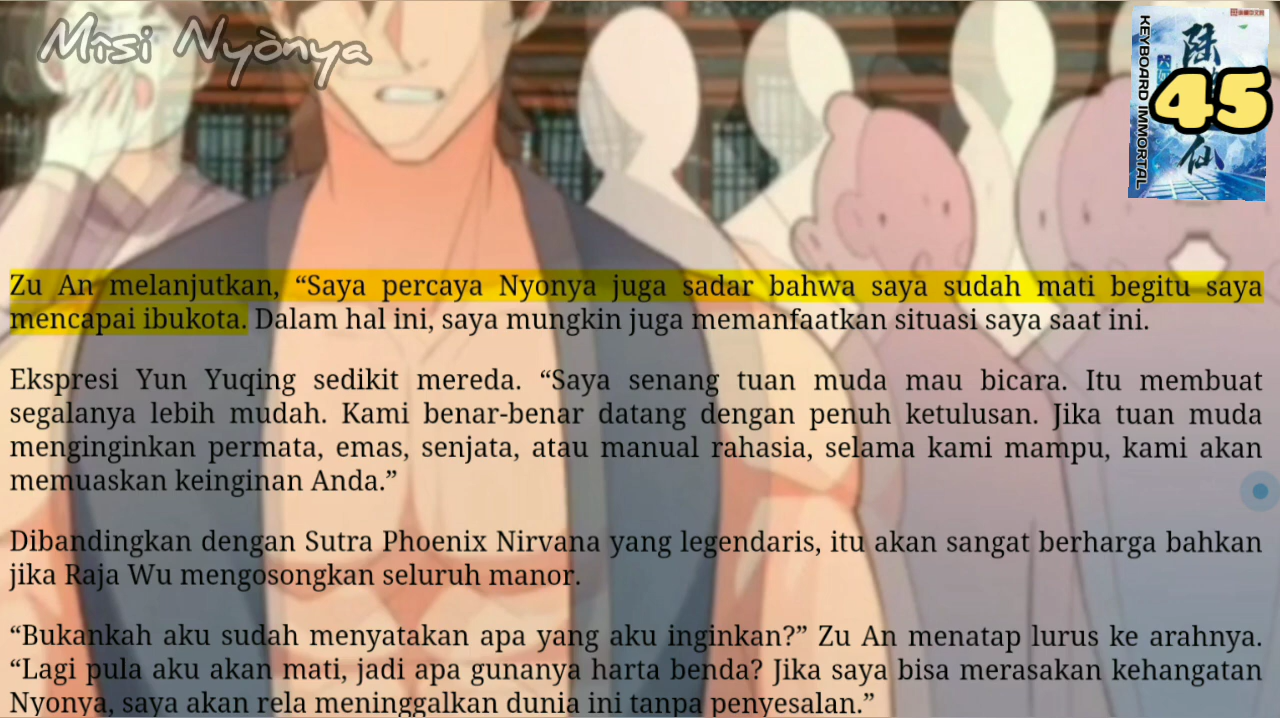 Misi Nyonya
KEYBOARD IMMORTAL
45
Zu An melanjutkan, “Saya percaya Nyonya juga sadar bahwa saya sudah mati begitu saya
mencapai ibukota. Dalam hal ini, saya mungkin juga memanfaatkan situasi saya saat ini.
Ekspresi Yun Yuqing sedikit mereda. “Saya senang tuan muda mau bicara. Itu membuat
segalanya lebih mudah. Kami benar-benar datang dengan penuh ketulusan. Jika tuan muda
menginginkan permata, emas, senjata, atau manual rahasia, selama kami mampu, kami akan
memuaskan keinginan Anda.”
Dibandingkan dengan Sutra Phoenix Nirvana yang legendaris, itu akan sangat berharga bahkan
jika Raja Wu mengosongkan seluruh manor.
“Bukankah aku sudah menyatakan apa yang aku inginkan?” Zu An menatap lurus ke arahnya.
“Lagi pula aku akan mati, jadi apa gunanya harta benda? Jika saya bisa merasakan kehangatan
Nyonya, saya akan rela meninggalkan dunia ini tanpa penyesalan.”